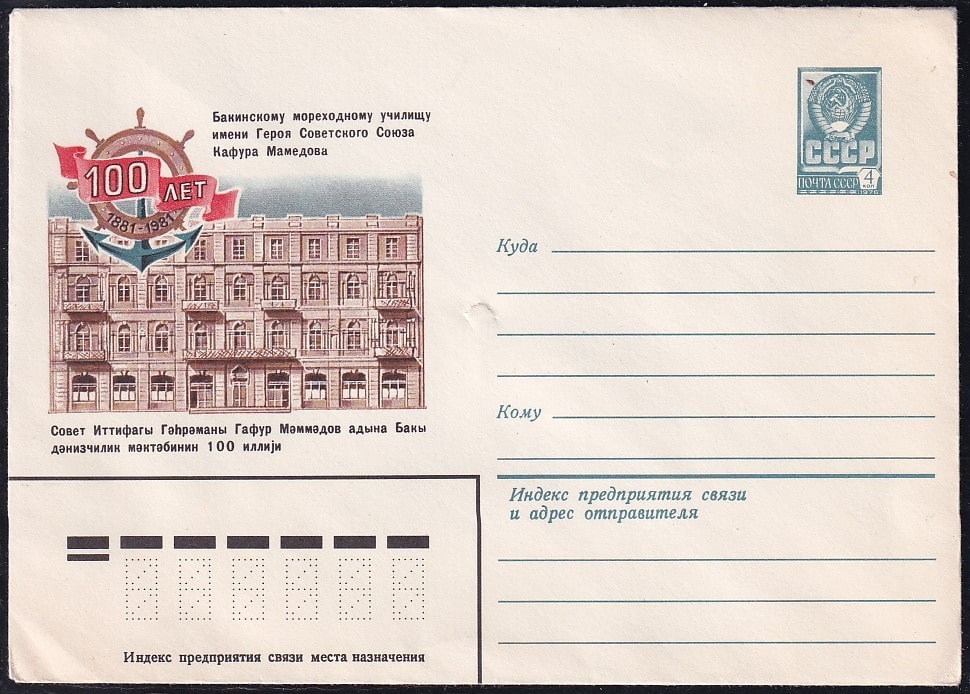 Бакинскому мореходному училищу
имени Героя Советского Союза
Кафура Мамедова
100 ЛЕТ
1881-1981
Совет Иттифагы Гәһрәманы Гафур Мәммәдов адына Бакы
дәнизчилик мәктәбинин 100 иллији
СССР
ПОЧТА СССР 4
КОП
1976
Куда
Кому
Индекс предприятия связи
и адрес отправителя
Индекс предприятия связи места назначения